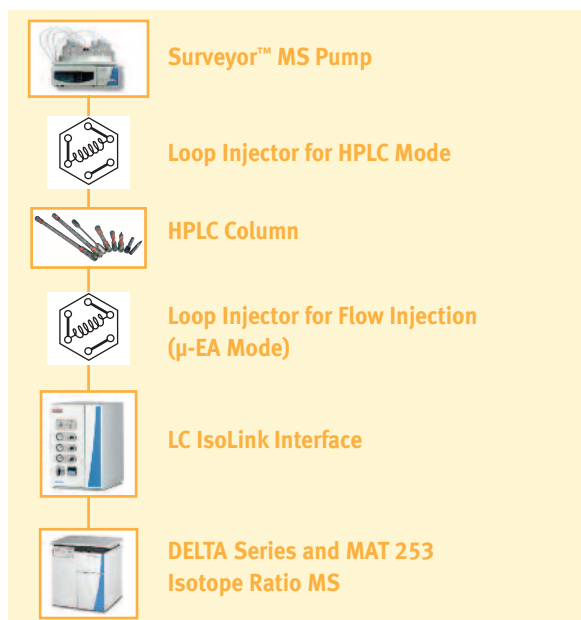 Surveyor™ MS Pump
Loop Injector for HPLC Mode
HPLC Column
Loop Injector for Flow Injection
(µ-EA Mode)
LC IsoLink Interface
DELTA Series and MAT 253
Isotope Ratio MS